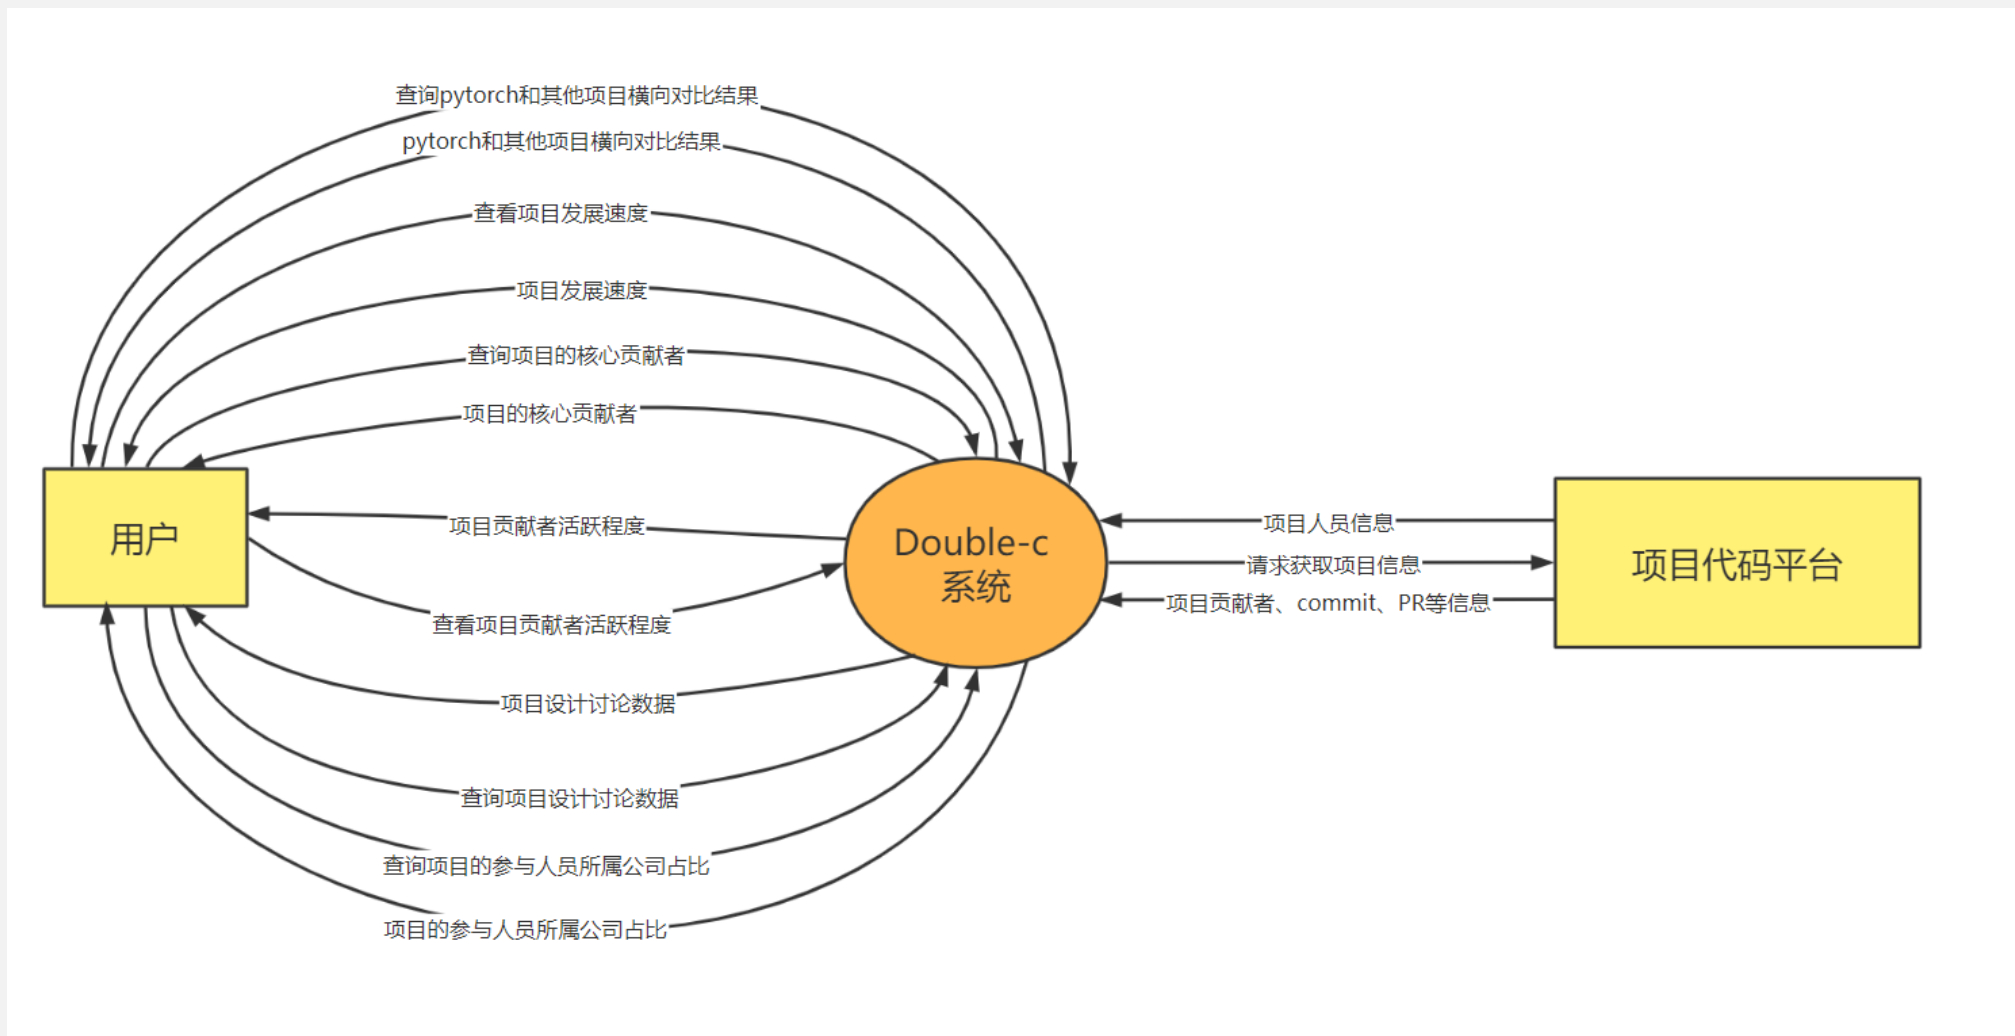 查询pytorch和其他项目横向对比结果
pytorch和其他项目横向对比结果
查看项目发展速度
项目发展速度
查询项目的核心贡献者
项目的核心贡献者
用户
项目贡献者活跃程度
查看项目贡献者活跃程度
项目设计讨论数据
查询项目设计讨论数据
查询项目的参与人员所属公司占比
项目的参与人员所属公司占比
Double-c
系统
项目人员信息
请求获取项目信息
项目贡献者、commit、PR等信息
项目代码平台